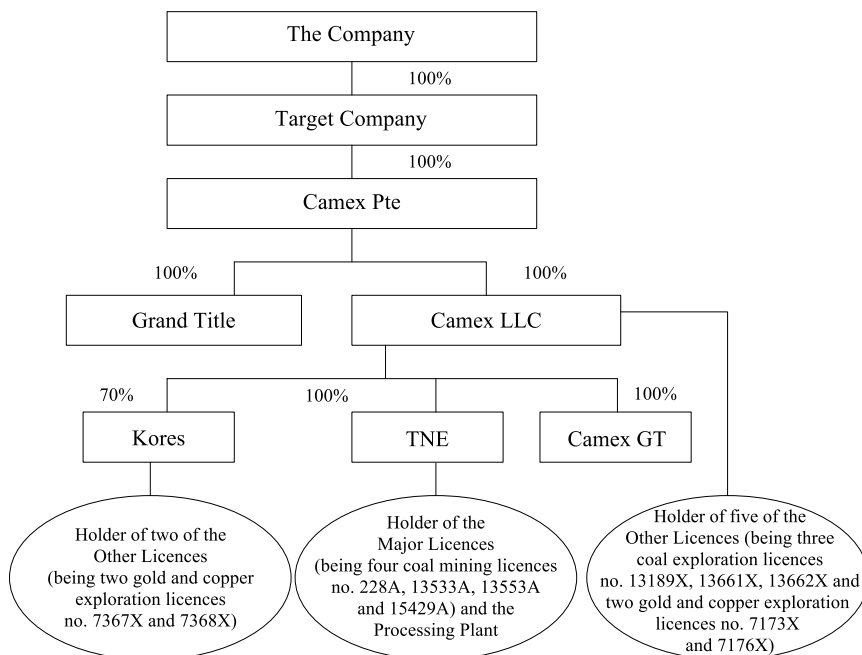 The Company
100%
Target Company
100%
Camex Pte
100%
100%
Grand Title
Camex LLC
70%
100%
100%
Kores
TNE
Camex GT
Holder of two of the
Other Licences
(being two gold and copper
exploration licences
no. 7367X and 7368X)
Holder of the
Major Licences
(being four coal mining licences
no. 228A, 13533A, 13553A
and 15429A) and the
Processing Plant
Holder of five of the
Other Licences (being three
coal exploration licences
no. 13189X, 13661X, 13662X and
two gold and copper exploration
licences no. 7173X
and 7176X)